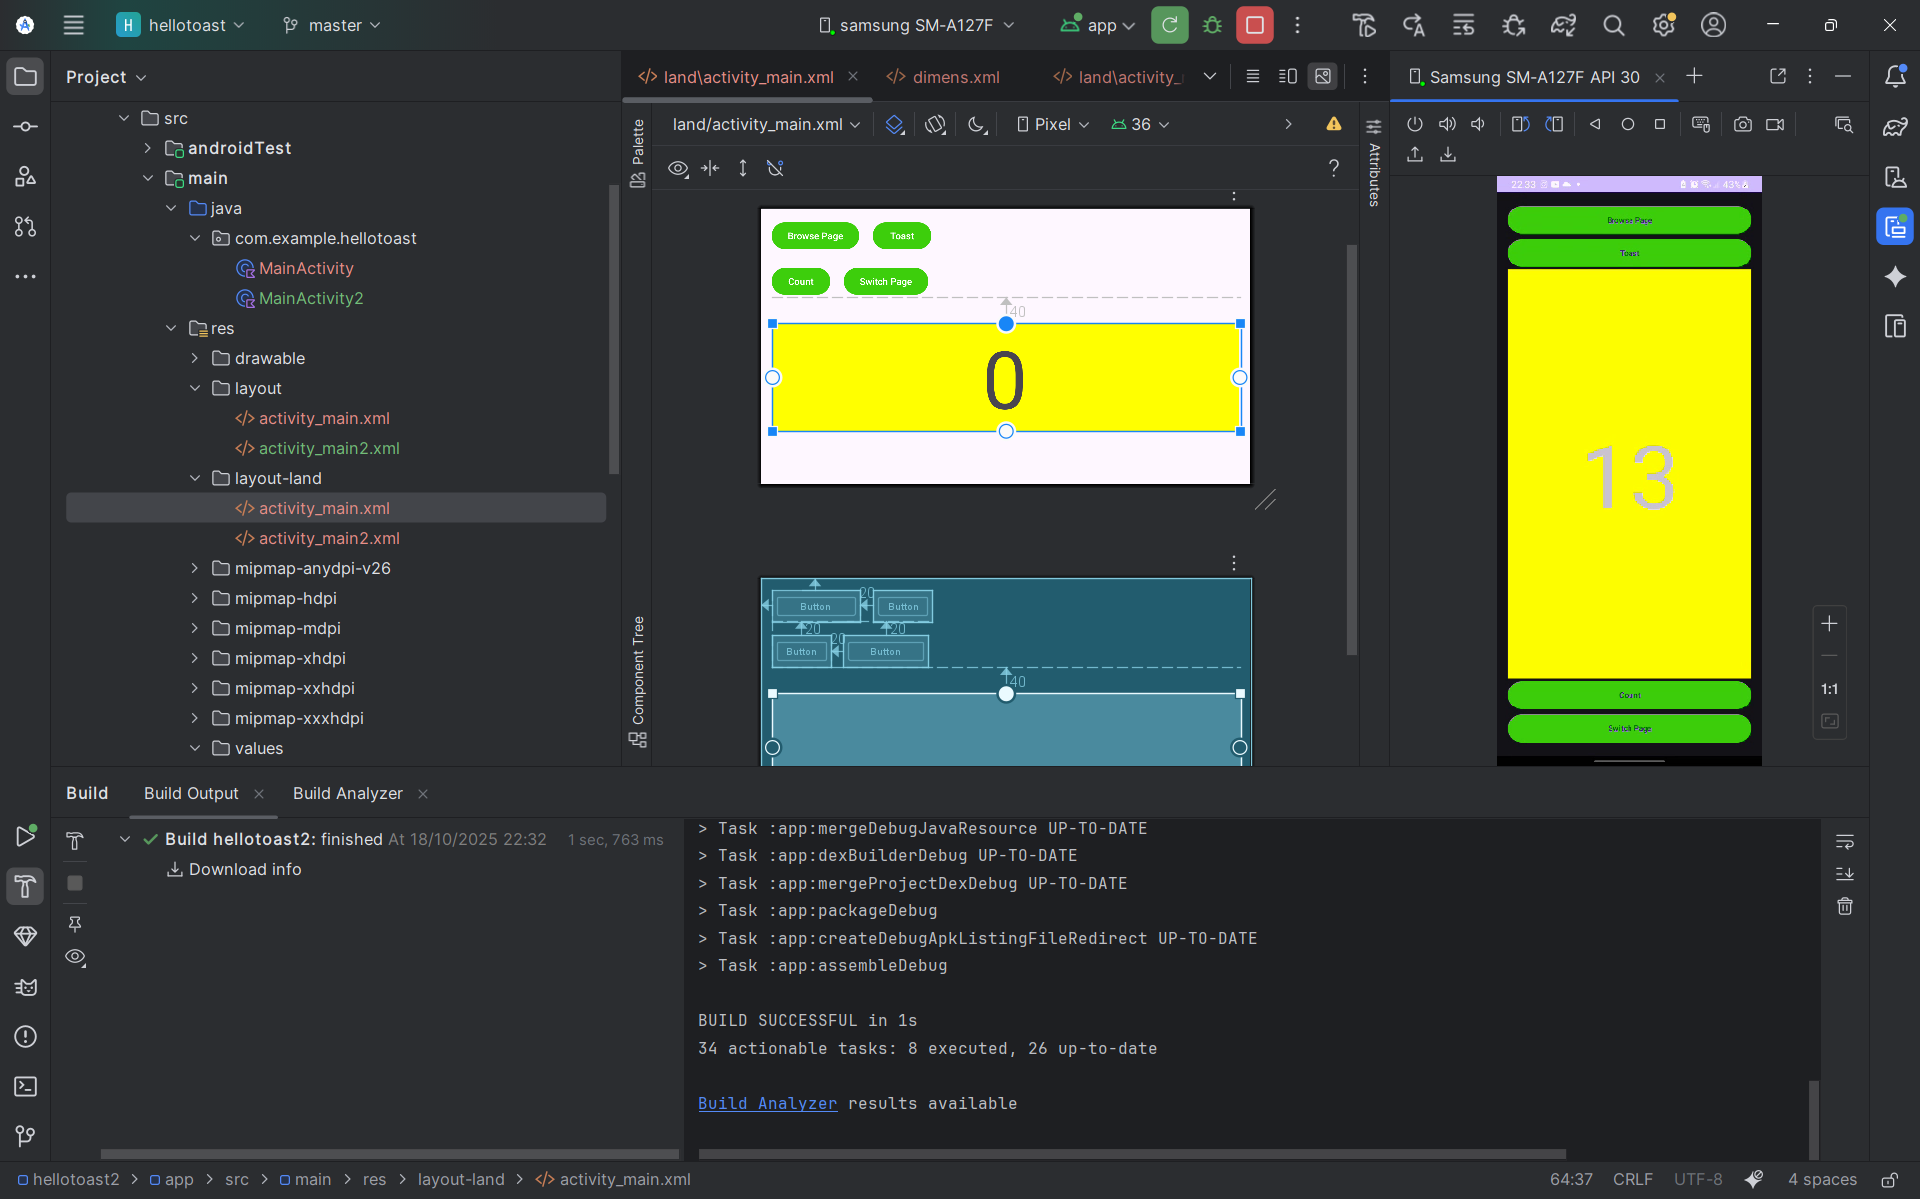 H hellotoast master samsung SM-A127F app
Project
land\activity_main.xml dimens.xml land\activity_
Samsung SM-A127F API 30
src
androidTest
main
java
com.example.hellotoast
MainActivity
MainActivity2
res
drawable
layout
activity_main.xml
activity_main2.xml
layout-land
activity_main.xml
activity_main2.xml
mipmap-anydpi-v26
mipmap-hdpi
mipmap-mdpi
mipmap-xhdpi
mipmap-xxhdpi
mipmap-xxxhdpi
values
Palette
Component Tree
land/activity_main.xml Pixel 36
?
Browse Page Toast
Count Switch Page
40
0
20
Button Button
20 20
20
Button Button
40
Attributes
22:33 43%
Browse Page
Toast
13
Count
Switch Page
1:1
Build Build Output Build Analyzer
Build hellotoast2: finished At 18/10/2025 22:32 1 sec, 763 ms
Download info
> Task :app:mergeDebugJavaResource UP-TO-DATE
> Task :app:dexBuilderDebug UP-TO-DATE
> Task :app:mergeProjectDexDebug UP-TO-DATE
> Task :app:packageDebug
> Task :app:createDebugApkListingFileRedirect UP-TO-DATE
> Task :app:assembleDebug
BUILD SUCCESSFUL in 1s
34 actionable tasks: 8 executed, 26 up-to-date
Build Analyzer results available
hellotoast2 > app > src > main > res > layout-land > activity_main.xml
64:37 CRLF UTF-8 4 spaces